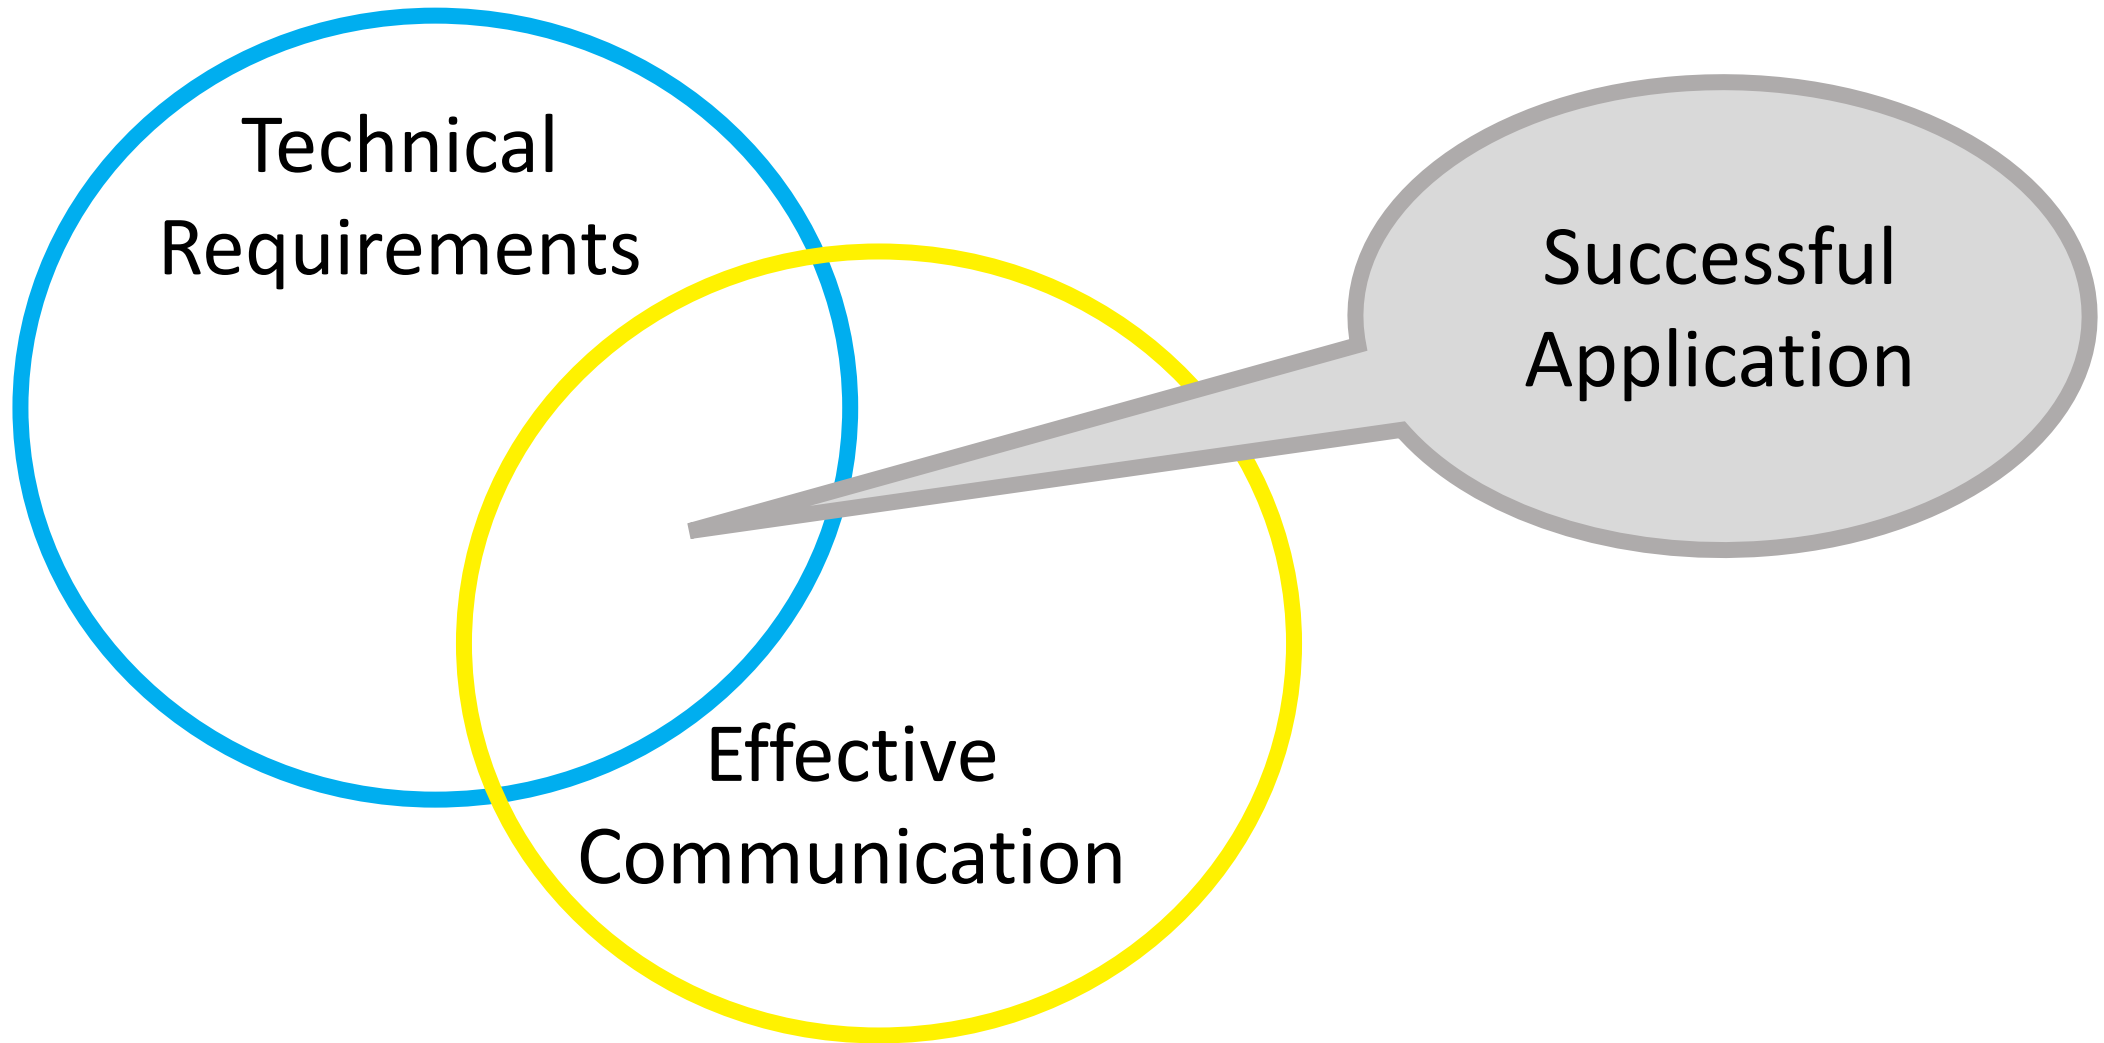 Technical
Requirements
Successful
Application
Effective
Communication